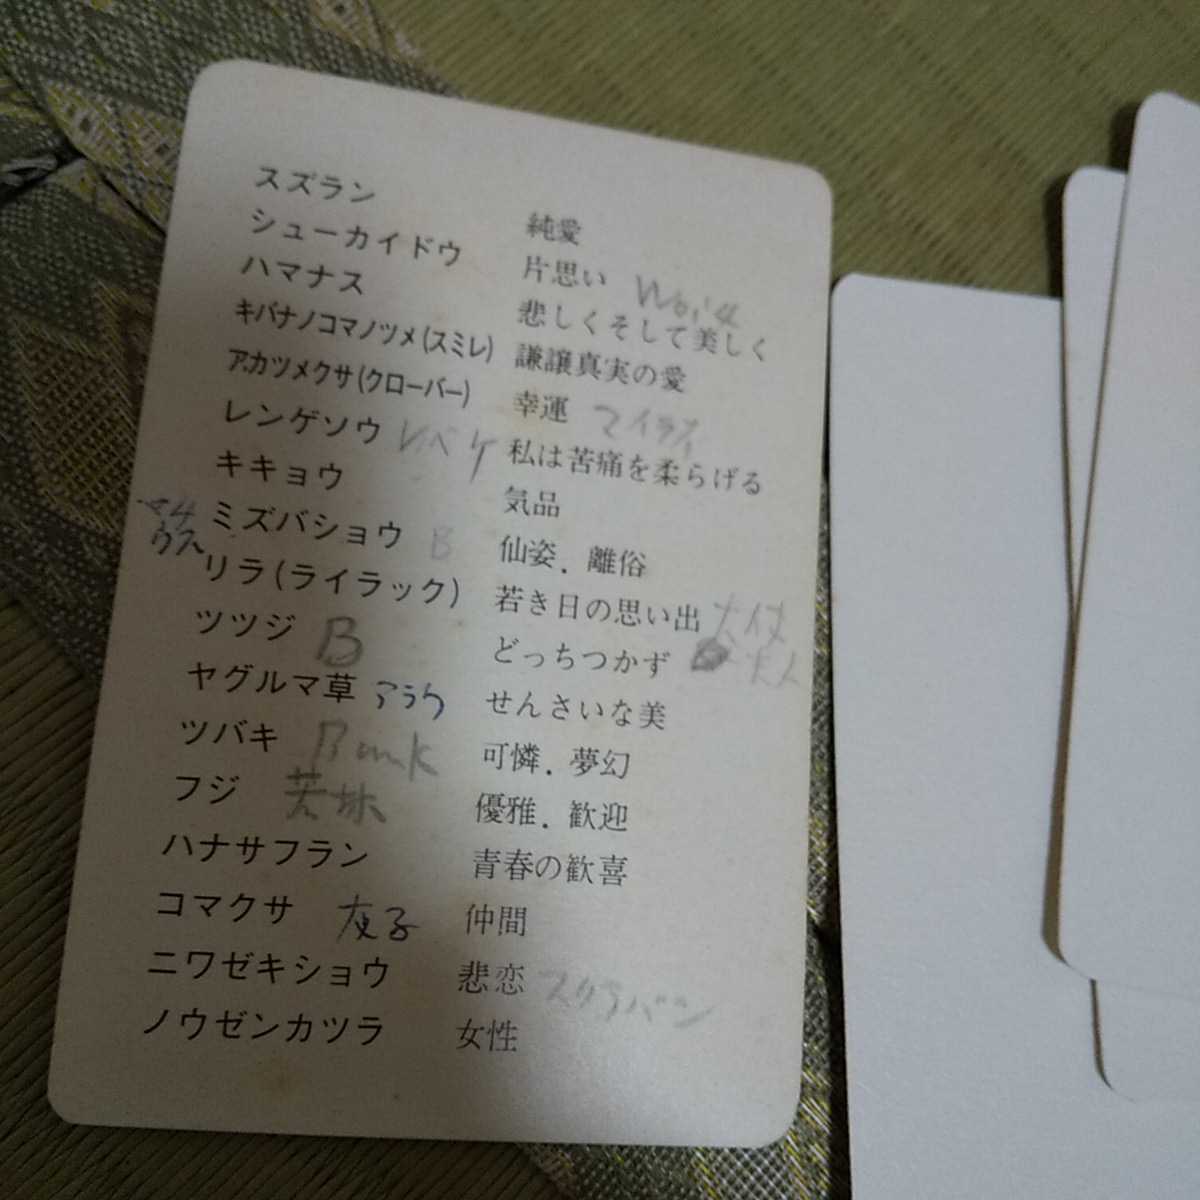 スズラン 純愛
シューカイドウ 片思い
ハマナス 悲しくそして美しく
キバナノコマノツメ(スミレ) 謙譲真実の愛
アカツメクサ(クローバー) 幸運
レンゲソウ 私は苦痛を柔らげる
キキョウ 気品
ミズバショウ B 仙姿．離俗
リラ(ライラック) 若き日の思い出
ツツジ B どっちつかず
ヤグルマ草 アラク せんさいな美
ツバキ 可憐．夢幻
フジ 優雅．歓迎
ハナサフラン 青春の歓喜
コマクサ 友子 仲間
ニワゼキショウ 悲恋
ノウゼンカツラ 女性